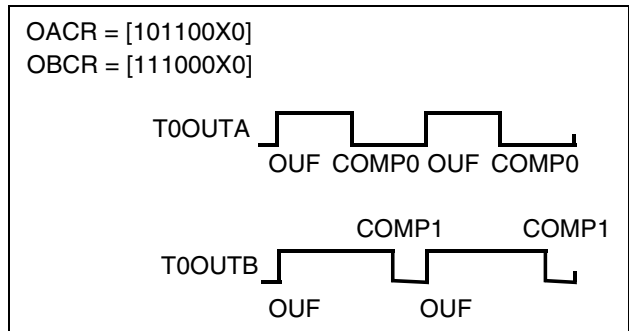 OACR = [101100X0]
OBCR = [111000X0]
T0OUTA
OUF COMP0 OUF COMP0
COMP1 COMP1
T0OUTB
OUF OUF